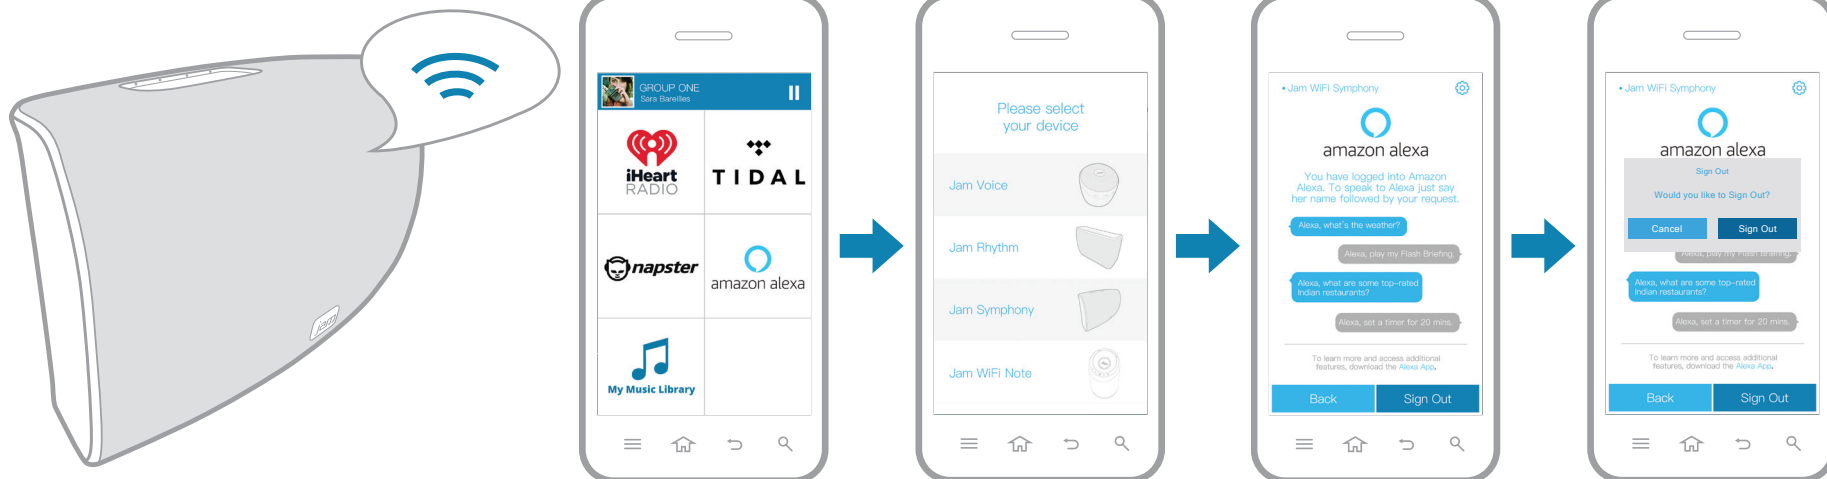 jam
GROUP ONE
Sara Bareilles
iHeart
RADIO
TIDAL
napster
amazon alexa
My Music Library
Please select
your device
Jam Voice
Jam Rhythm
Jam Symphony
Jam WiFi Note
• Jam WiFi Symphony
amazon alexa
You have logged into Amazon
Alexa. To speak to Alexa just say
her name followed by your request.
Alexa, what's the weather?
Alexa, play my Flash Briefing.
Alexa, what are some top-rated
Indian restaurants?
Alexa, set a timer for 20 mins.
To learn more and access additional
features, download the Alexa App.
Back
Sign Out
• Jam WiFi Symphony
amazon alexa
Sign Out
Would you like to Sign Out?
Cancel
Sign Out
Alexa, play my Flash Briefing.
Alexa, what are some top-rated
Indian restaurants?
Alexa, set a timer for 20 mins.
To learn more and access additional
features, download the Alexa App.
Back
Sign Out